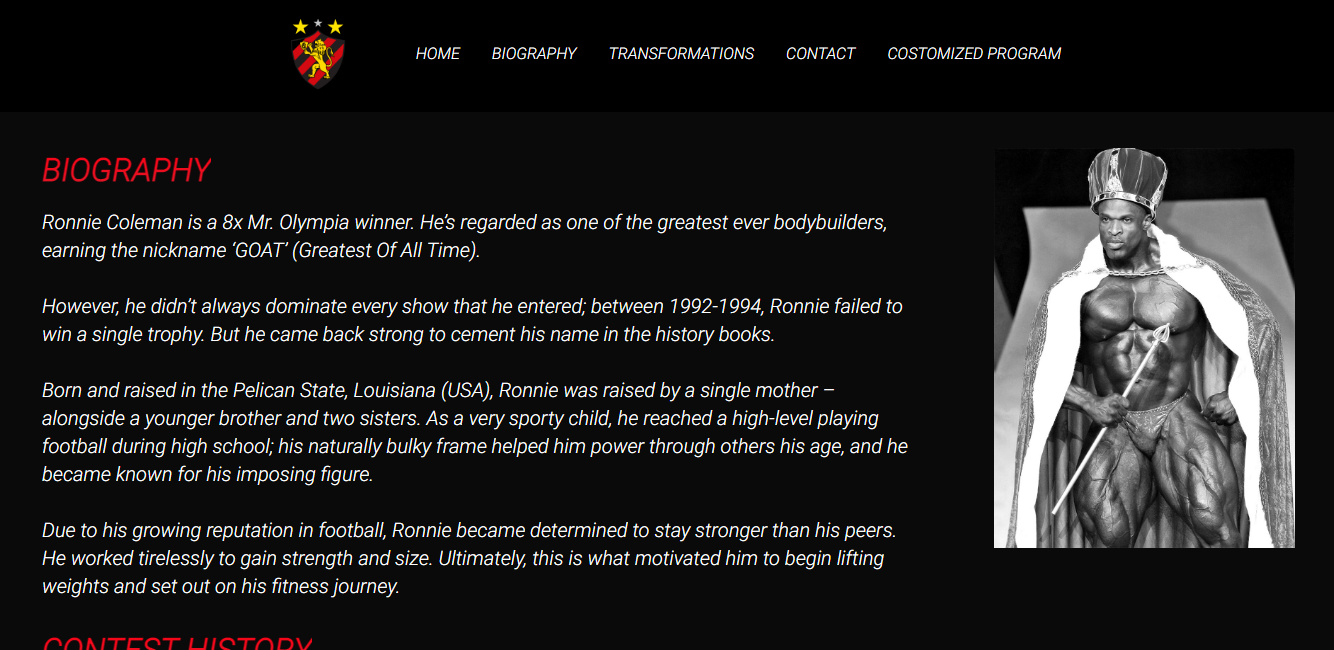 HOME BIOGRAPHY TRANSFORMATIONS CONTACT COSTOMIZED PROGRAM
BIOGRAPHY
Ronnie Coleman is a 8x Mr. Olympia winner. He’s regarded as one of the greatest ever bodybuilders,
earning the nickname ‘GOAT’ (Greatest Of All Time).
However, he didn’t always dominate every show that he entered; between 1992-1994, Ronnie failed to
win a single trophy. But he came back strong to cement his name in the history books.
Born and raised in the Pelican State, Louisiana (USA), Ronnie was raised by a single mother –
alongside a younger brother and two sisters. As a very sporty child, he reached a high-level playing
football during high school; his naturally bulky frame helped him power through others his age, and he
became known for his imposing figure.
Due to his growing reputation in football, Ronnie became determined to stay stronger than his peers.
He worked tirelessly to gain strength and size. Ultimately, this is what motivated him to begin lifting
weights and set out on his fitness journey.
CONTEST HISTORY